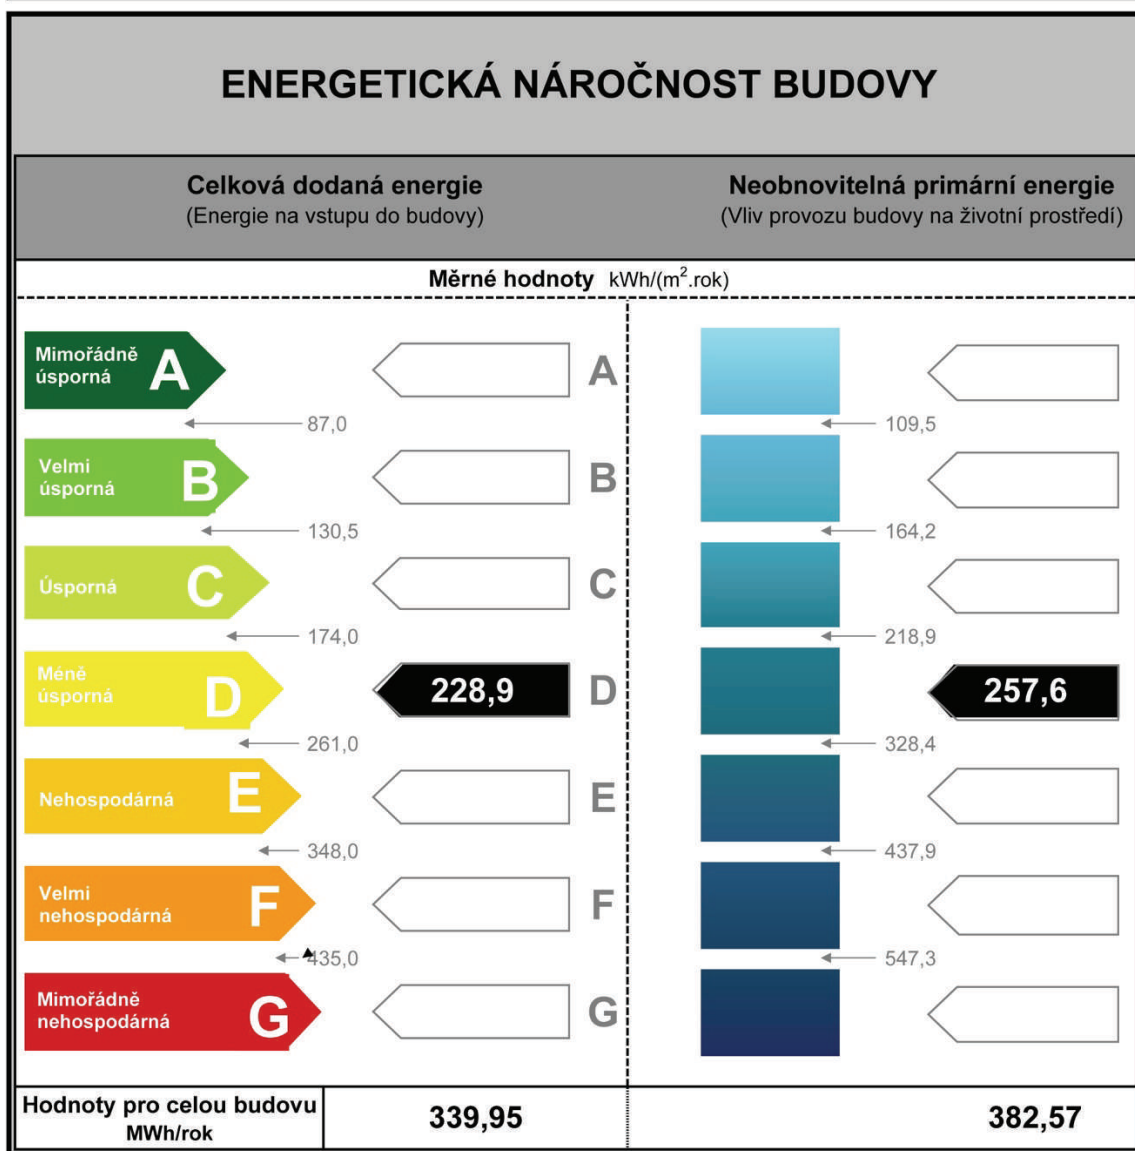 ENERGETICKÁ NÁROČNOST BUDOVY
Celková dodaná energie
(Energie na vstupu do budovy)
Neobnovitelná primární energie
(Vliv provozu budovy na životní prostředí)
Měrné hodnoty kWh/(m².rok)
Mimořádně
úsporná
A
A
87,0
109,5
Velmi
úsporná
B
B
130,5
164,2
Úsporná
C
C
174,0
218,9
Méně
úsporná
D
228,9
D
257,6
261,0
328,4
Nehospodárná
E
E
348,0
437,9
Velmi
nehospodárná
F
F
435,0
547,3
Mimořádně
nehospodárná
G
G
Hodnoty pro celou budovu
MWh/rok
339,95
382,57